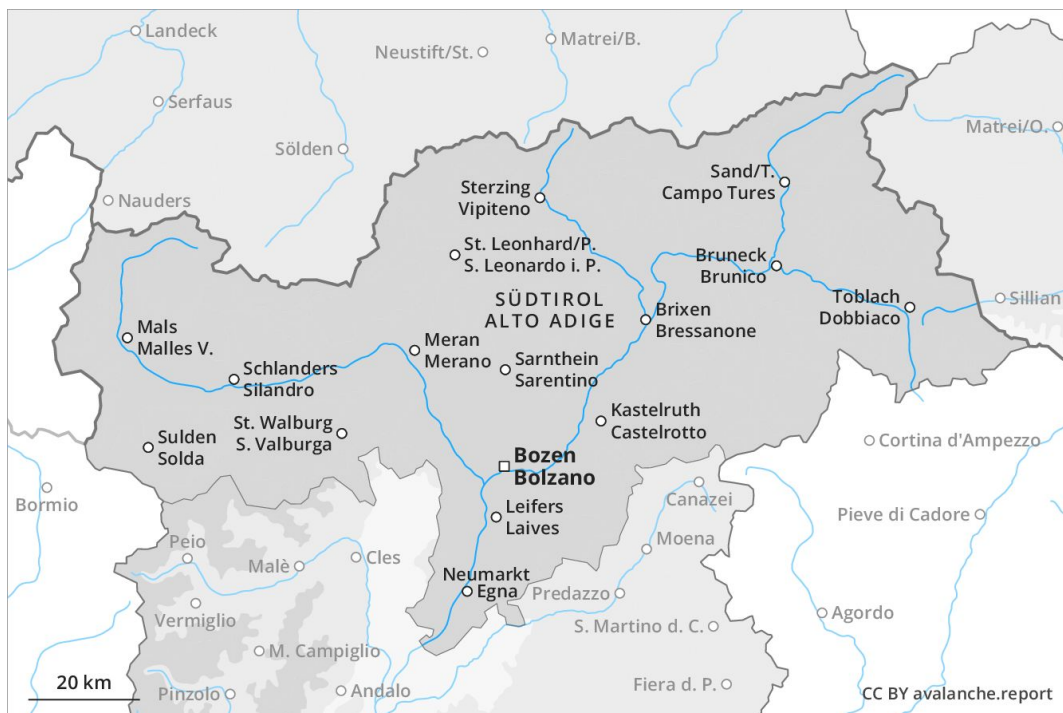 Landeck
Neustift/St.
Matrei/B.
Serfaus
Matrei/O.
Sölden
Nauders
Sterzing
Vipiteno
Sand/T.
Campo Tures
St. Leonhard/P.
S. Leonardo i. P.
Bruneck
Brunico
SÜDTIROL
ALTO ADIGE
Toblach
Dobbiaco
Sillian
Brixen
Bressanone
Mals
Malles V.
Meran
Merano
Sarnthein
Sarentino
Schlanders
Silandro
Kastelruth
Castelrotto
St. Walburg
S. Valburga
Sulden
Solda
Cortina d'Ampezzo
Bozen
Bolzano
Bormio
Canazei
Leifers
Laives
Pieve di Cadore
Moena
Peio
Malè
Cles
Neumarkt
Egna
Predazzo
Vermiglio
Agordo
S. Martino d. C.
M. Campiglio
20 km
Pinzolo
Andalo
Fiera d. P.
CC BY avalanche.report